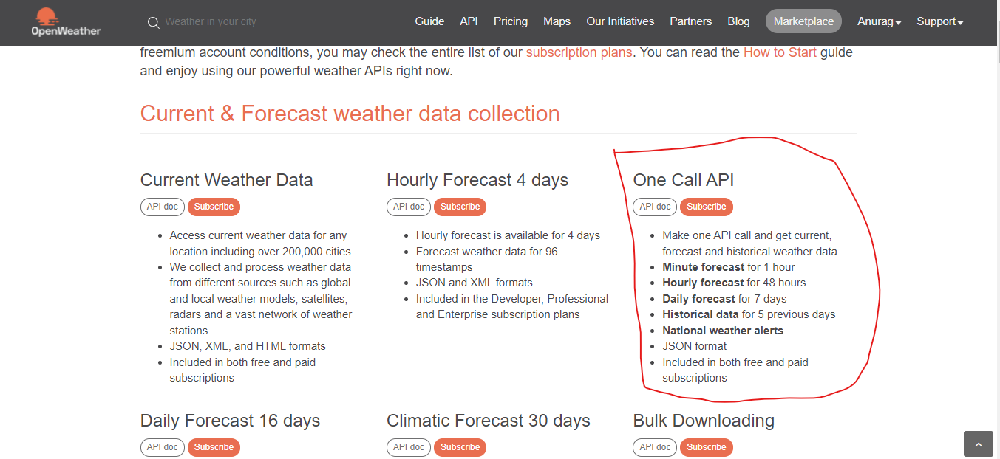 OpenWeather
Weather in your city
Guide API Pricing Maps Our Initiatives Partners Blog Marketplace Anurag Support
freemium account conditions, you may check the entire list of our subscription plans. You can read the How to Start guide
and enjoy using our powerful weather APIs right now.
Current & Forecast weather data collection
Current Weather Data
API doc Subscribe
Access current weather data for any
location including over 200,000 cities
We collect and process weather data
from different sources such as global
and local weather models, satellites,
radars and a vast network of weather
stations
JSON, XML, and HTML formats
Included in both free and paid
subscriptions
Hourly Forecast 4 days
API doc Subscribe
Hourly forecast is available for 4 days
Forecast weather data for 96
timestamps
JSON and XML formats
Included in the Developer, Professional
and Enterprise subscription plans
One Call API
API doc Subscribe
Make one API call and get current,
forecast and historical weather data
Minute forecast for 1 hour
Hourly forecast for 48 hours
Daily forecast for 7 days
Historical data for 5 previous days
National weather alerts
JSON format
Included in both free and paid
subscriptions
Daily Forecast 16 days
API doc Subscribe
Climatic Forecast 30 days
API doc Subscribe
Bulk Downloading
API doc Subscribe